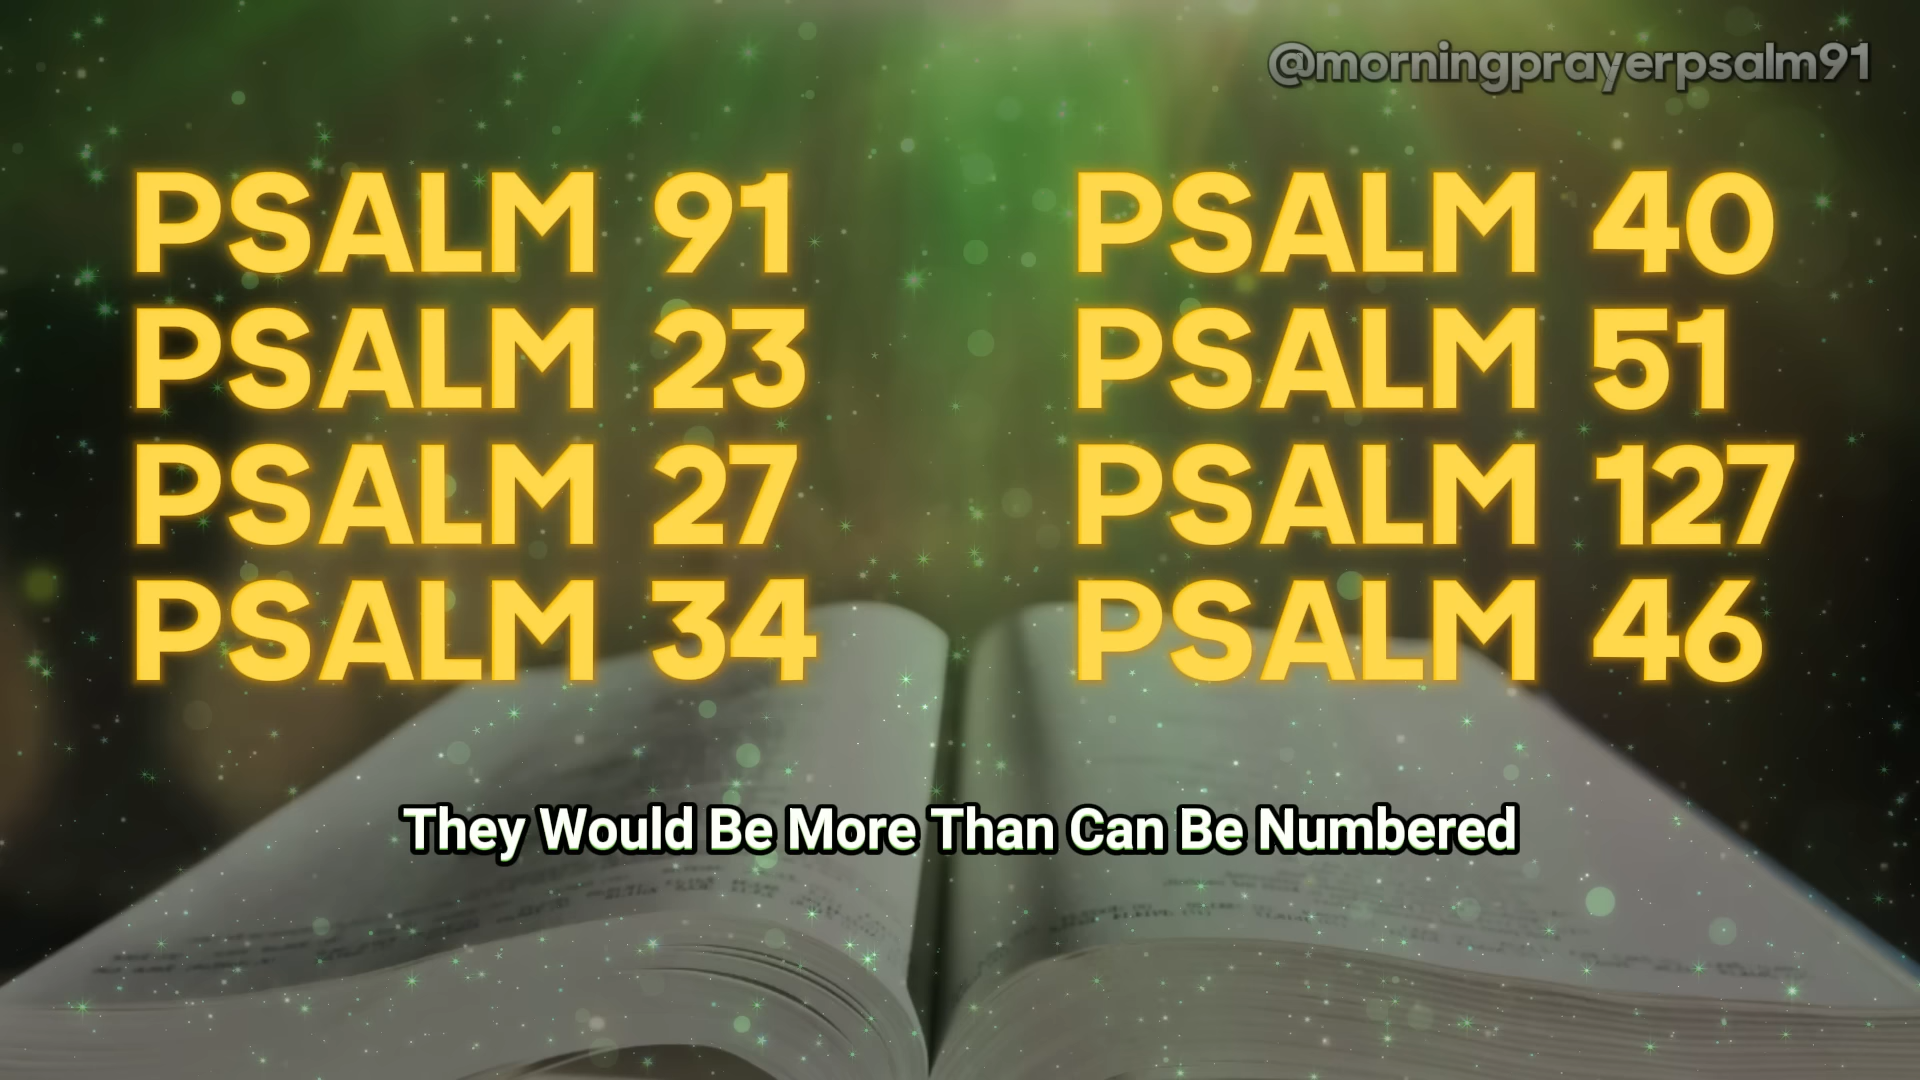 @morningprayerpsalm91
PSALM 91
PSALM 23
PSALM 27
PSALM 34
PSALM 40
PSALM 51
PSALM 127
PSALM 46
They Would Be More Than Can Be Numbered